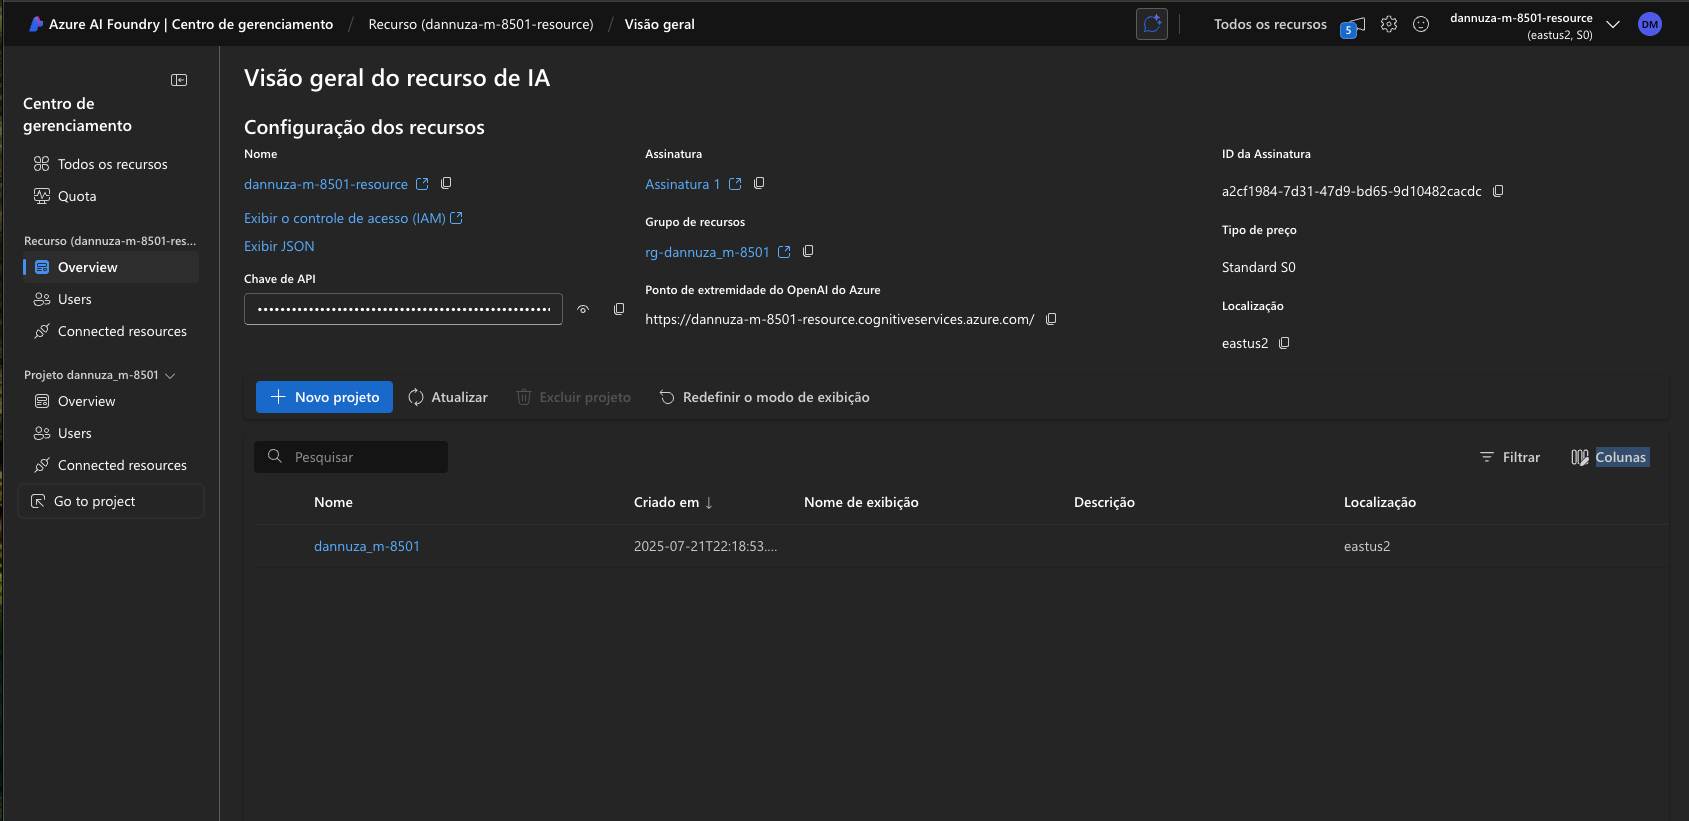 Azure AI Foundry | Centro de gerenciamento / Recurso (dannuza-m-8501-resource) / Visão geral
Todos os recursos
5
dannuza-m-8501-resource
(eastus2, S0)
DM
Centro de
gerenciamento
Todos os recursos
Quota
Recurso (dannuza-m-8501-res...
Overview
Users
Connected resources
Projeto dannuza_m-8501
Overview
Users
Connected resources
Go to project
Visão geral do recurso de IA
Configuração dos recursos
Nome
dannuza-m-8501-resource
Exibir o controle de acesso (IAM)
Exibir JSON
Chave de API
Assinatura
Assinatura 1
Grupo de recursos
rg-dannuza_m-8501
Ponto de extremidade do OpenAI do Azure
https://dannuza-m-8501-resource.cognitiveservices.azure.com/
ID da Assinatura
a2cf1984-7d31-47d9-bd65-9d10482cacdc
Tipo de preço
Standard S0
Localização
eastus2
Novo projeto Atualizar Excluir projeto Redefinir o modo de exibição
Pesquisar Filtrar Colunas
Nome Criado em ↓ Nome de exibição Descrição Localização
dannuza_m-8501 2025-07-21T22:18:53.... eastus2